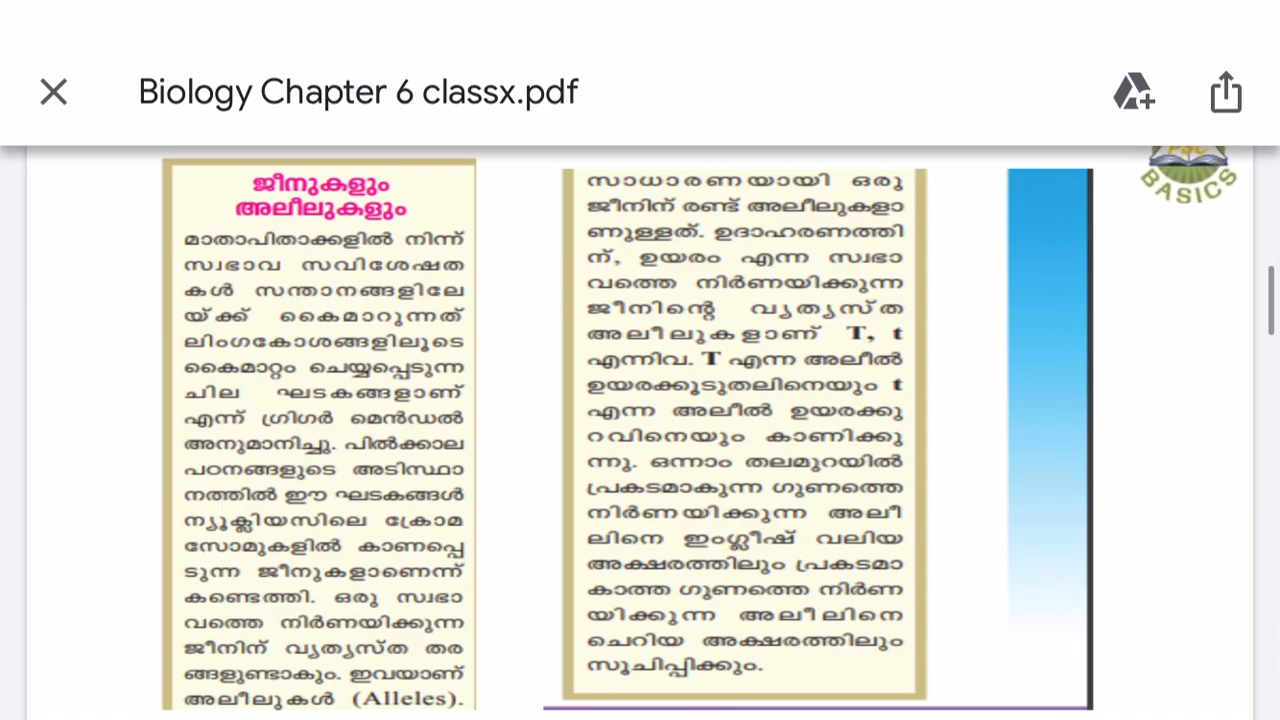 Biology Chapter 6 classx.pdf
BASICS
ജീനുകളും
അലീലുകളും
മാതാപിതാക്കളിൽ നിന്ന്
സ്വഭാവ സവിശേഷത
കൾ സന്താനങ്ങളിലേ
യ്ക്ക് കൈമാറുന്നത്
ലിംഗകോശങ്ങളിലൂടെ
കൈമാറ്റം ചെയ്യപ്പെടുന്ന
ചില ഘടകങ്ങളാണ്
എന്ന് ഗ്രിഗർ മെൻഡൽ
അനുമാനിച്ചു. പിൽക്കാല
പഠനങ്ങളുടെ അടിസ്ഥാ
നത്തിൽ ഈ ഘടകങ്ങൾ
ന്യൂക്ലിയസിലെ ക്രോമ
സോമുകളിൽ കാണപ്പെ
ടുന്ന ജീനുകളാണെന്ന്
കണ്ടെത്തി. ഒരു സ്വഭാ
വത്തെ നിർണയിക്കുന്ന
ജീനിന് വ്യത്യസ്ത തര
ങ്ങളുണ്ടാകും. ഇവയാണ്
അലീലുകൾ (Alleles).
സാധാരണയായി ഒരു
ജീനിന് രണ്ട് അലീലുകളാ
ണുള്ളത്. ഉദാഹരണത്തി
ന്, ഉയരം എന്ന സ്വഭാ
വത്തെ നിർണയിക്കുന്ന
ജീനിന്റെ വ്യത്യസ്ത
അലീലുകളാണ് T, t
എന്നിവ. T എന്ന അലീൽ
ഉയരക്കൂടുതലിനെയും t
എന്ന അലീൽ ഉയരക്കു
റവിനെയും കാണിക്കു
ന്നു. ഒന്നാം തലമുറയിൽ
പ്രകടമാകുന്ന ഗുണത്തെ
നിർണയിക്കുന്ന അലീ
ലിനെ ഇംഗ്ലീഷ് വലിയ
അക്ഷരത്തിലും പ്രകടമാ
കാത്ത ഗുണത്തെ നിർണ
യിക്കുന്ന അലീലിനെ
ചെറിയ അക്ഷരത്തിലും
സൂചിപ്പിക്കും.